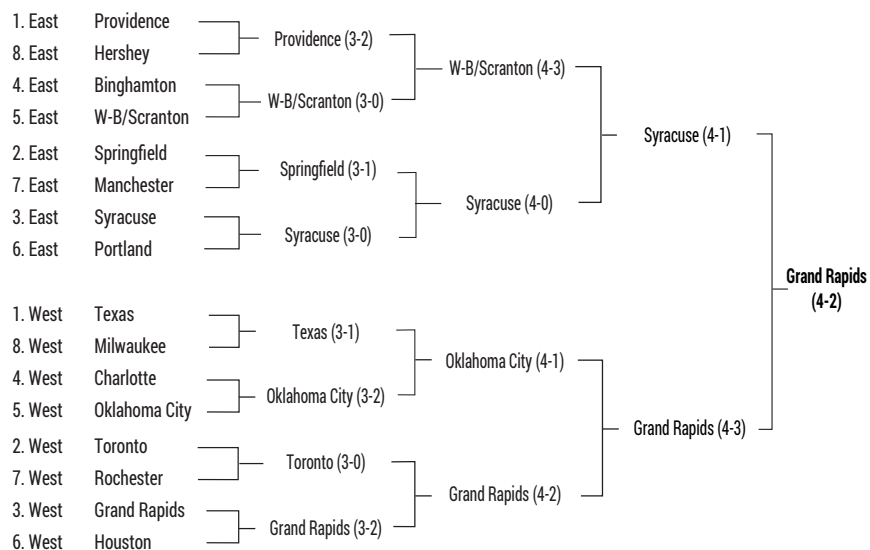 1. East Providence
8. East Hershey
4. East Binghamton
5. East W-B/Scranton
2. East Springfield
7. East Manchester
3. East Syracuse
6. East Portland
1. West Texas
8. West Milwaukee
4. West Charlotte
5. West Oklahoma City
2. West Toronto
7. West Rochester
3. West Grand Rapids
6. West Houston
Providence (3-2)
W-B/Scranton (3-0)
Springfield (3-1)
Syracuse (3-0)
Texas (3-1)
Oklahoma City (3-2)
Toronto (3-0)
Grand Rapids (3-2)
W-B/Scranton (4-3)
Syracuse (4-0)
Oklahoma City (4-1)
Grand Rapids (4-2)
Syracuse (4-1)
Grand Rapids (4-3)
Grand Rapids
(4-2)